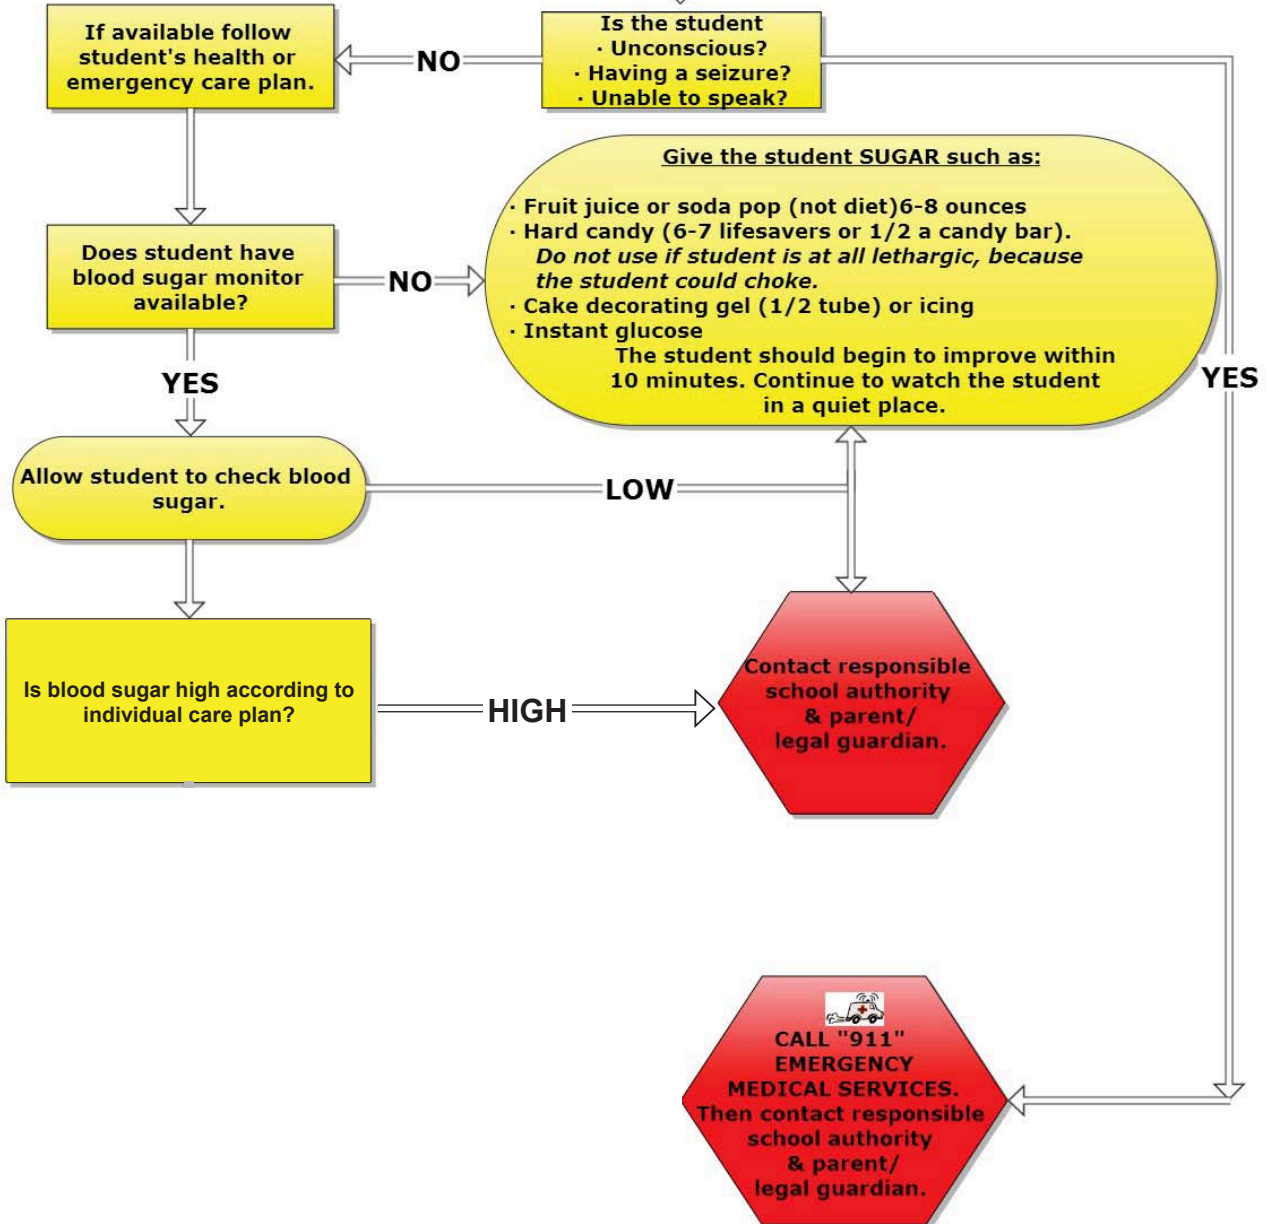 If available follow
student's health or
emergency care plan.
NO
Is the student
· Unconscious?
· Having a seizure?
· Unable to speak?
Give the student SUGAR such as:
· Fruit juice or soda pop (not diet)6-8 ounces
· Hard candy (6-7 lifesavers or 1/2 a candy bar).
Do not use if student is at all lethargic, because
the student could choke.
· Cake decorating gel (1/2 tube) or icing
· Instant glucose
The student should begin to improve within
10 minutes. Continue to watch the student
in a quiet place.
Does student have
blood sugar monitor
available?
NO
YES
YES
Allow student to check blood
sugar.
LOW
Is blood sugar high according to
individual care plan?
HIGH
Contact responsible
school authority
& parent/
legal guardian.
CALL "911"
EMERGENCY
MEDICAL SERVICES.
Then contact responsible
school authority
& parent/
legal guardian.